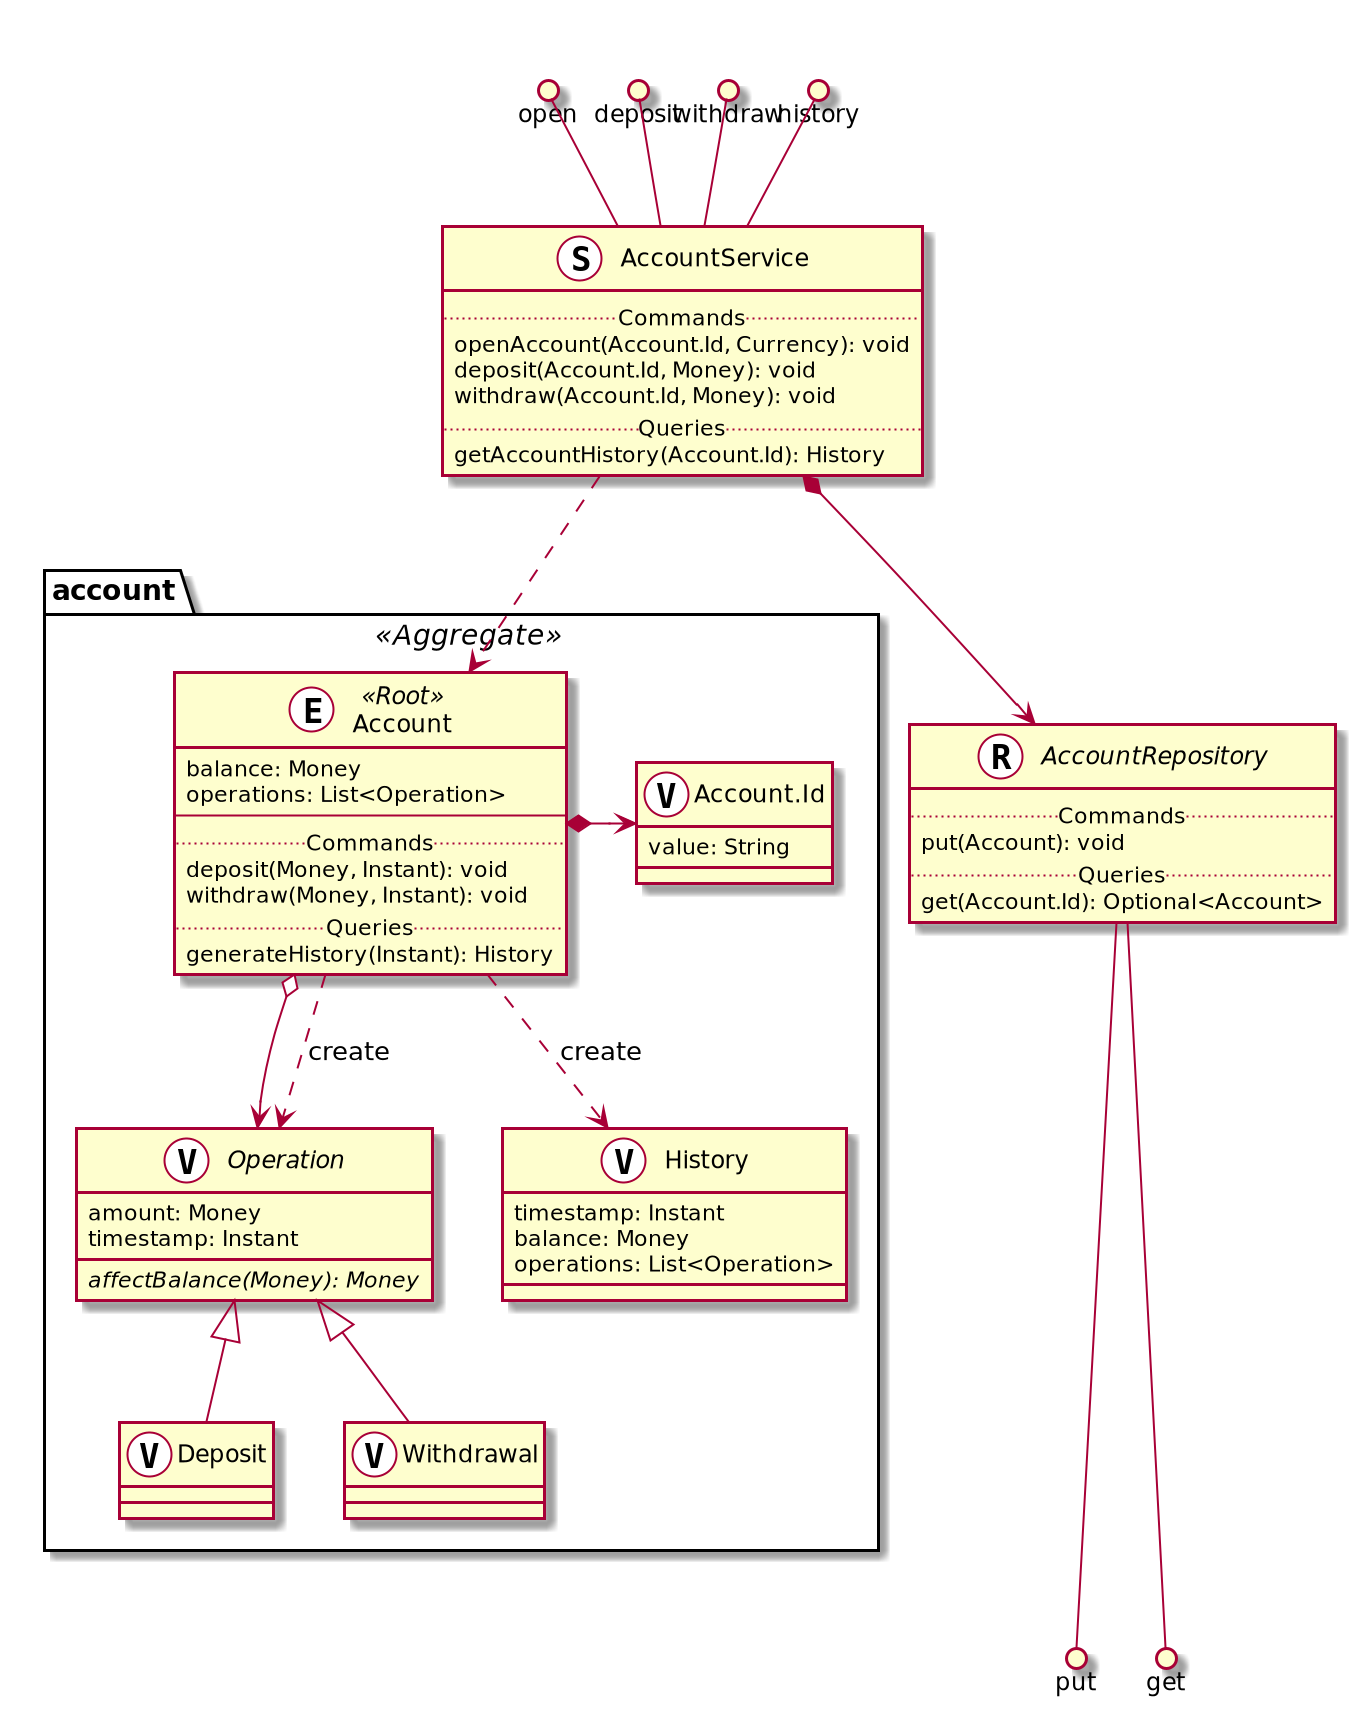 open
deposit
withdraw
history
S AccountService
Commands
openAccount(Account.Id, Currency): void
deposit(Account.Id, Money): void
withdraw(Account.Id, Money): void
Queries
getAccountHistory(Account.Id): History
account
«Aggregate»
«Root»
E Account
balance: Money
operations: List<Operation>
Commands
deposit(Money, Instant): void
withdraw(Money, Instant): void
Queries
generateHistory(Instant): History
V Account.Id
value: String
R AccountRepository
Commands
put(Account): void
Queries
get(Account.Id): Optional<Account>
create
create
V Operation
amount: Money
timestamp: Instant
affectBalance(Money): Money
V History
timestamp: Instant
balance: Money
operations: List<Operation>
V Deposit
V Withdrawal
put
get